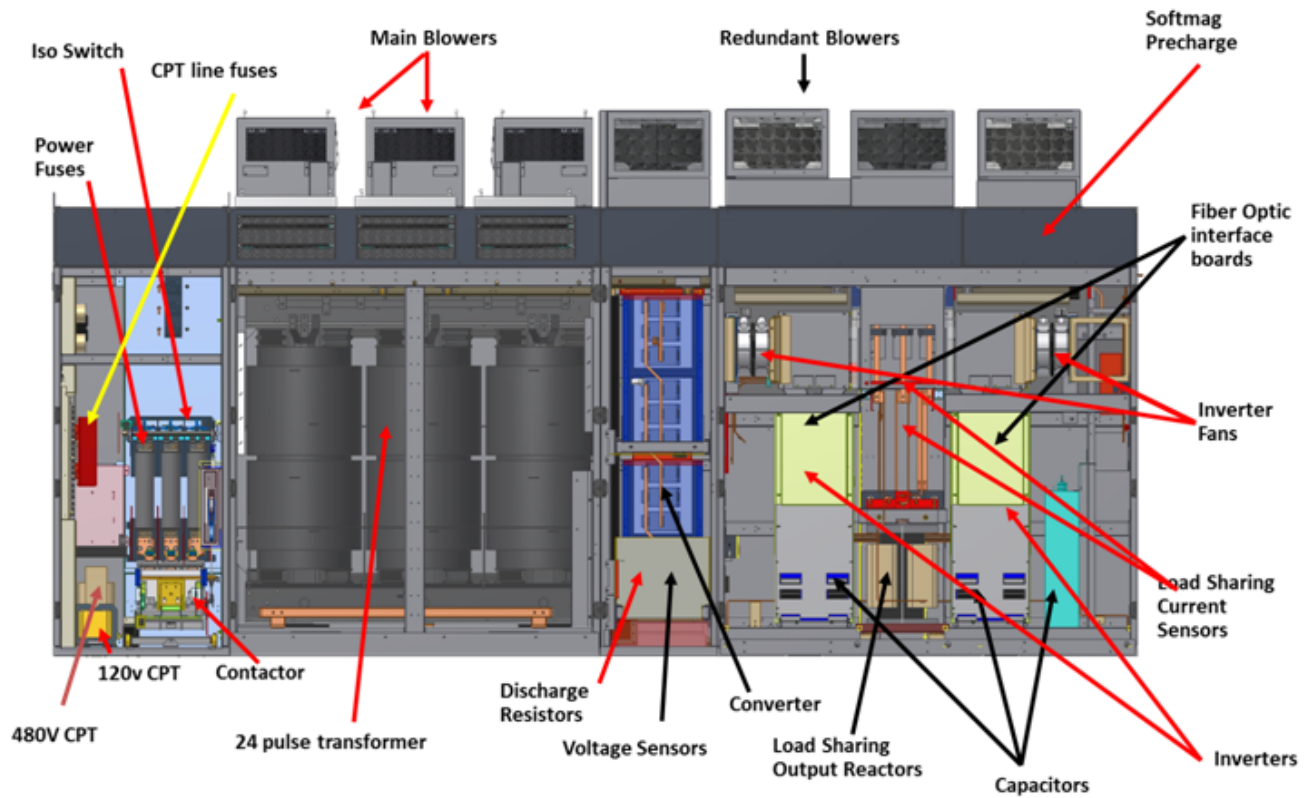 Iso Switch
CPT line fuses
Power
Fuses
Main Blowers
Redundant Blowers
Softmag
Precharge
Fiber Optic
interface
boards
Inverter
Fans
Load Sharing
Current
Sensors
480V CPT
120v CPT
Contactor
24 pulse transformer
Discharge
Resistors
Voltage Sensors
Converter
Load Sharing
Output Reactors
Capacitors
Inverters